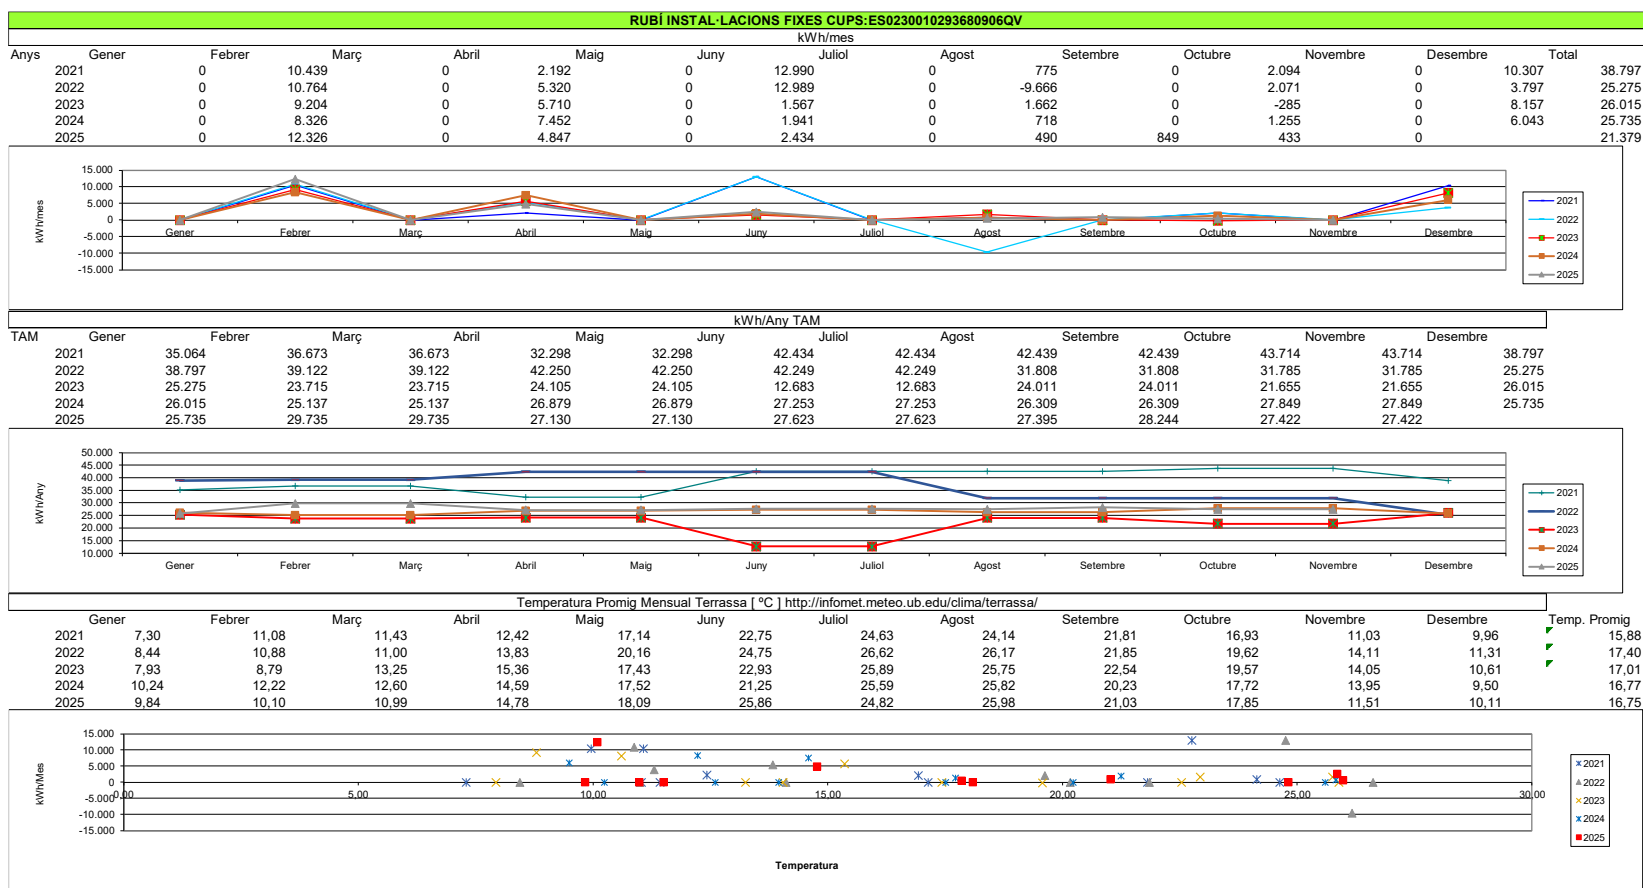 RUBÍ INSTAL·LACIONS FIXES CUPS:ES0230010293680906QV
kWh/mes
Anys Gener Febrer Març Abril Maig Juny Juliol Agost Setembre Octubre Novembre Desembre Total
2021 0 10.439 0 2.192 0 12.990 0 775 0 2.094 0 10.307 38.797
2022 0 10.764 0 5.320 0 12.989 0 -9.666 0 2.071 0 3.797 25.275
2023 0 9.204 0 5.710 0 1.567 0 1.662 0 -285 0 8.157 26.015
2024 0 8.326 0 7.452 0 1.941 0 718 0 1.255 0 6.043 25.735
2025 0 12.326 0 4.847 0 2.434 0 490 849 433 0 21.379
15.000
10.000
5.000
0
-5.000
-10.000
-15.000
kWh/mes
Gener Febrer Març Abril Maig Juny Juliol Agost Setembre Octubre Novembre Desembre
2021
2022
2023
2024
2025
kWh/Any TAM
TAM Gener Febrer Març Abril Maig Juny Juliol Agost Setembre Octubre Novembre Desembre
2021 35.064 36.673 36.673 32.298 32.298 42.434 42.434 42.439 42.439 43.714 43.714 38.797
2022 38.797 39.122 39.122 42.250 42.250 42.249 42.249 31.808 31.808 31.785 31.785 25.275
2023 25.275 23.715 23.715 24.105 24.105 12.683 12.683 24.011 24.011 21.655 21.655 26.015
2024 26.015 25.137 25.137 26.879 26.879 27.253 27.253 26.309 26.309 27.849 27.849 25.735
2025 25.735 29.735 29.735 27.130 27.130 27.623 27.623 27.395 28.244 27.422 27.422
50.000
45.000
40.000
35.000
30.000
25.000
20.000
15.000
10.000
kWh/Any
Gener Febrer Març Abril Maig Juny Juliol Agost Setembre Octubre Novembre Desembre
2021
2022
2023
2024
2025
Temperatura Promig Mensual Terrassa [ ºC ] http://infomet.meteo.ub.edu/clima/terrassa/
Gener Febrer Març Abril Maig Juny Juliol Agost Setembre Octubre Novembre Desembre Temp. Promig
2021 7,30 11,08 11,43 12,42 17,14 22,75 24,63 24,14 21,81 16,93 11,03 9,96 15,88
2022 8,44 10,88 11,00 13,83 20,16 24,75 26,62 26,17 21,85 19,62 14,11 11,31 17,40
2023 7,93 8,79 13,25 15,36 17,43 22,93 25,89 25,75 22,54 19,57 14,05 10,61 17,01
2024 10,24 12,22 12,60 14,59 17,52 21,25 25,59 25,82 20,23 17,72 13,95 9,50 16,77
2025 9,84 10,10 10,99 14,78 18,09 25,86 24,82 25,98 21,03 17,85 11,51 10,11 16,75
15.000
10.000
5.000
0
-5.000
-10.000
-15.000
kWh/Mes
0,00 5,00 10,00 15,00 20,00 25,00 30,00
Temperatura
2021
2022
2023
2024
2025